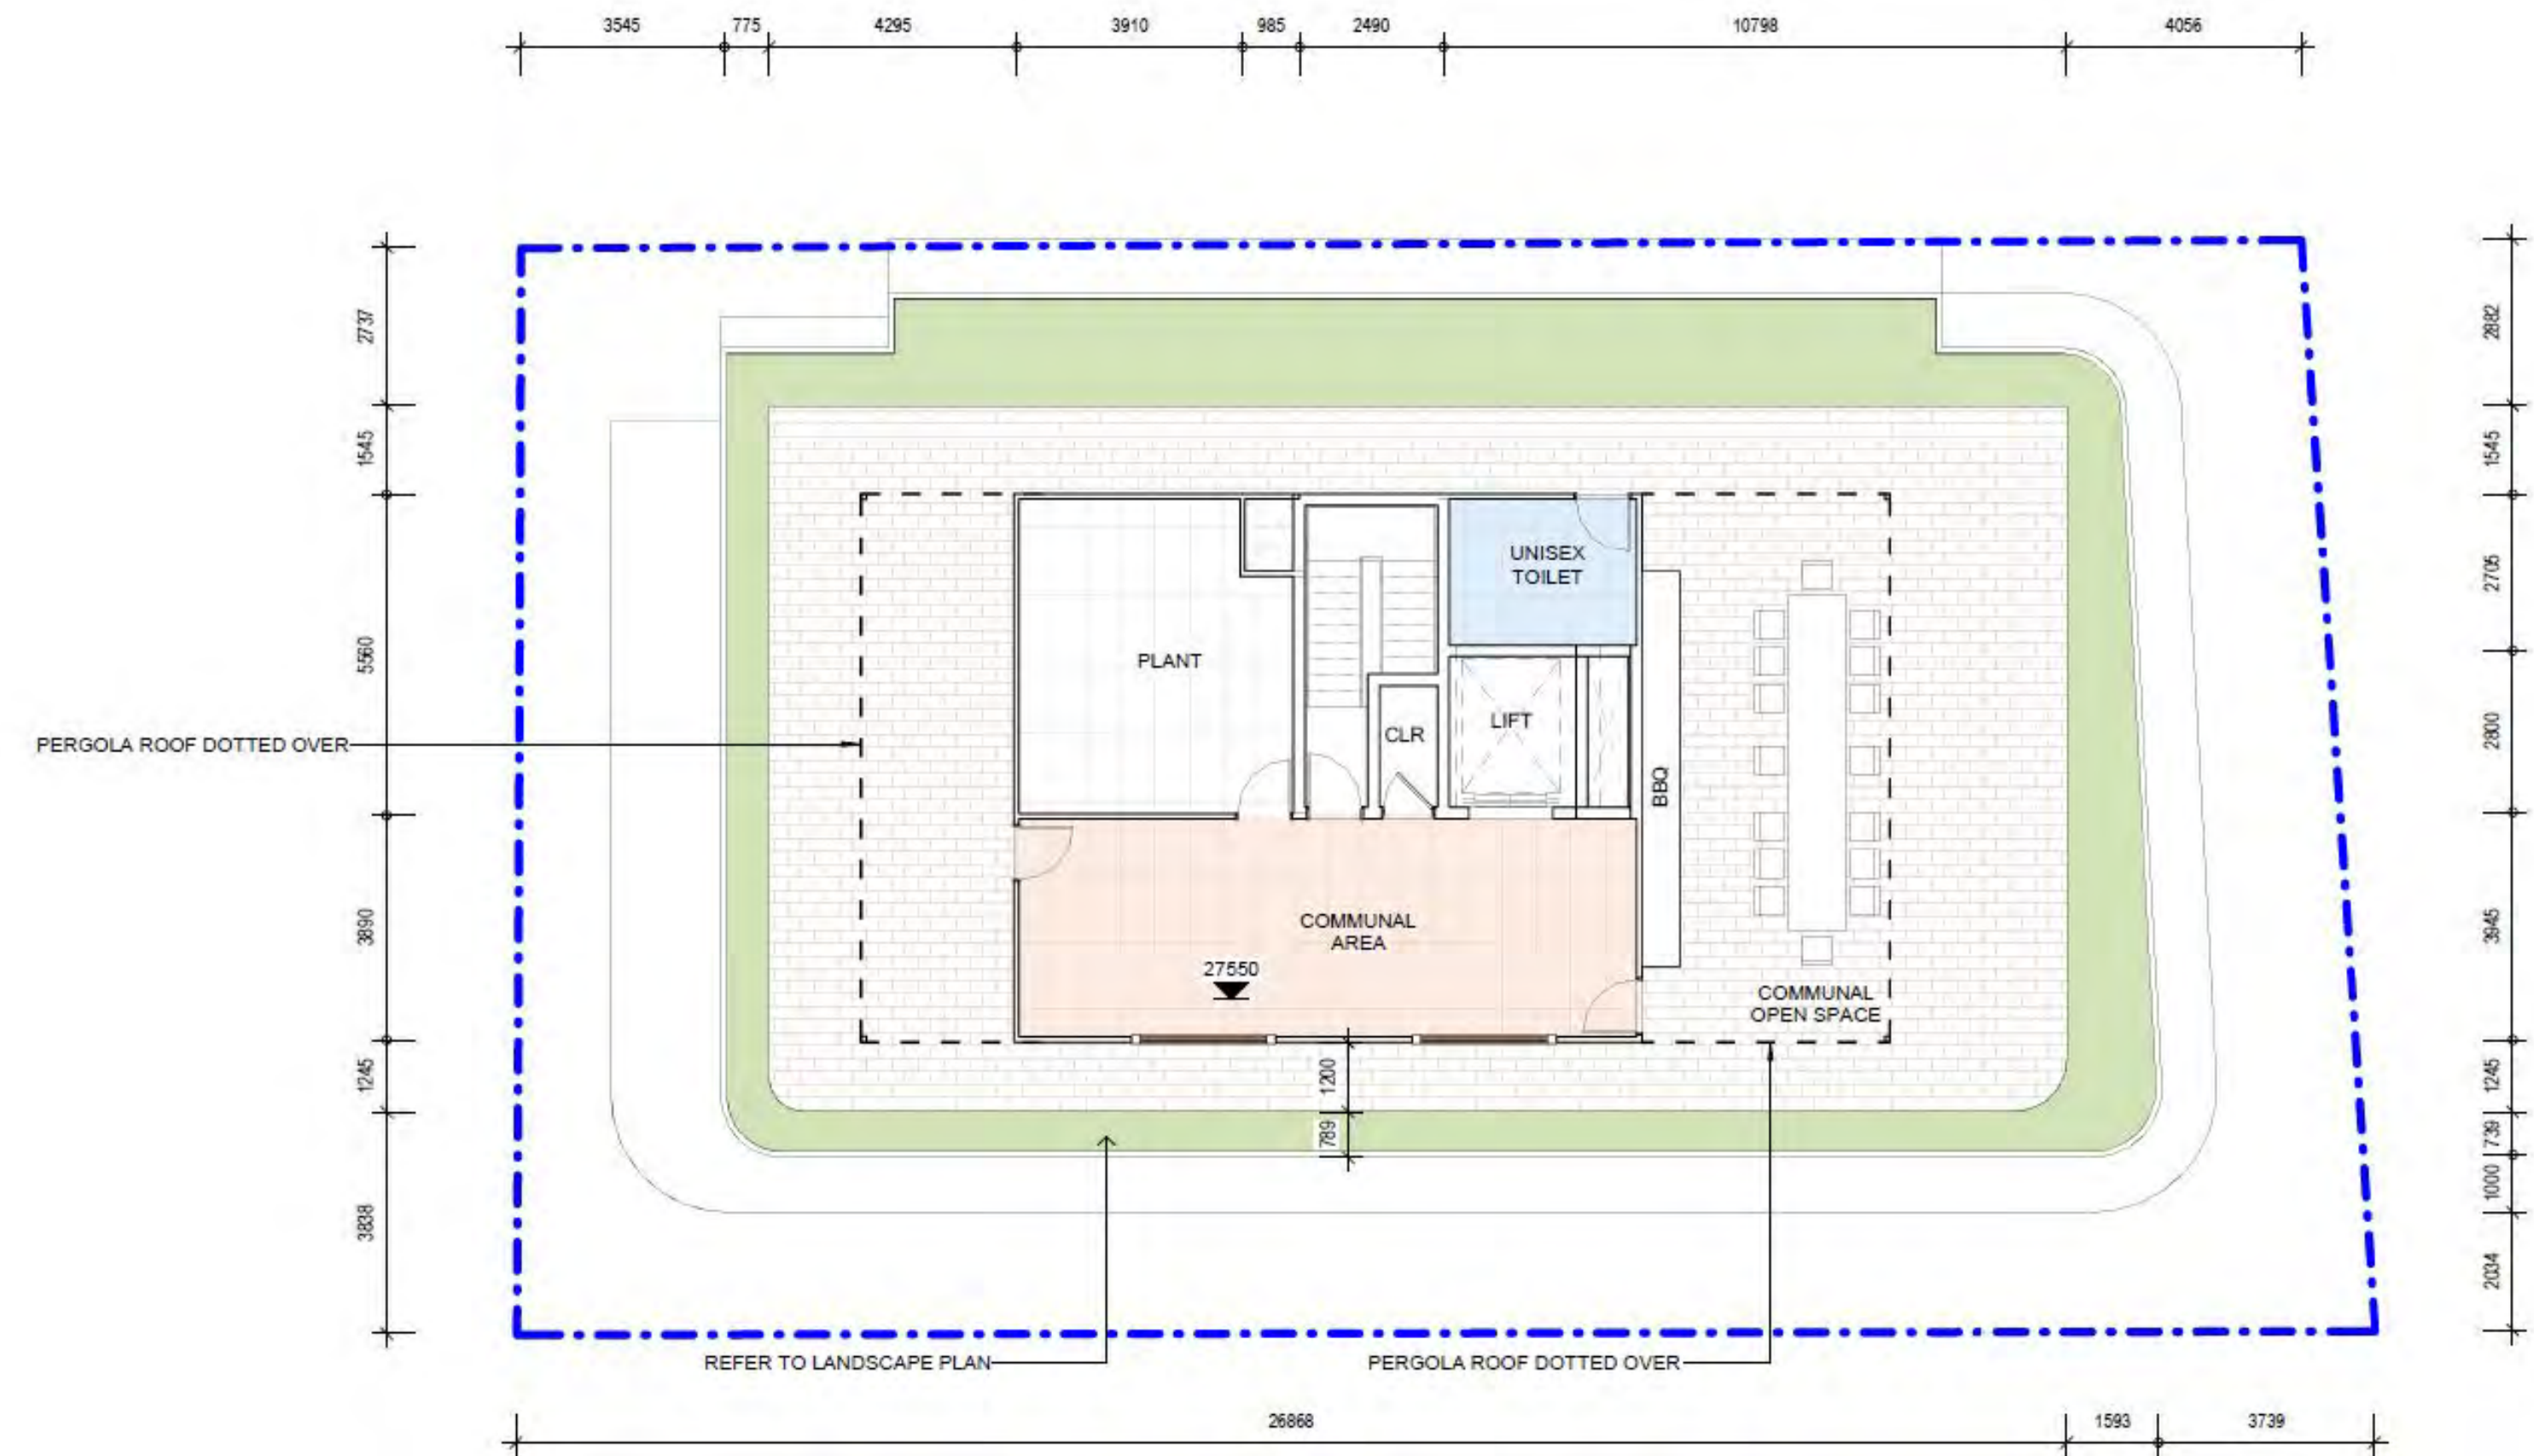 3545 775 4295 3910 985 2490 10798 4056
2737
1545
5560
3890
1245
3838
2882
1545
2705
2800
3945
1245
739
1000
2034
UNISEX
TOILET
PLANT
LIFT
CLR
BBQ
PERGOLA ROOF DOTTED OVER
COMMUNAL
AREA
27550
COMMUNAL
OPEN SPACE
1200
789
REFER TO LANDSCAPE PLAN
PERGOLA ROOF DOTTED OVER
26868 1593 3739